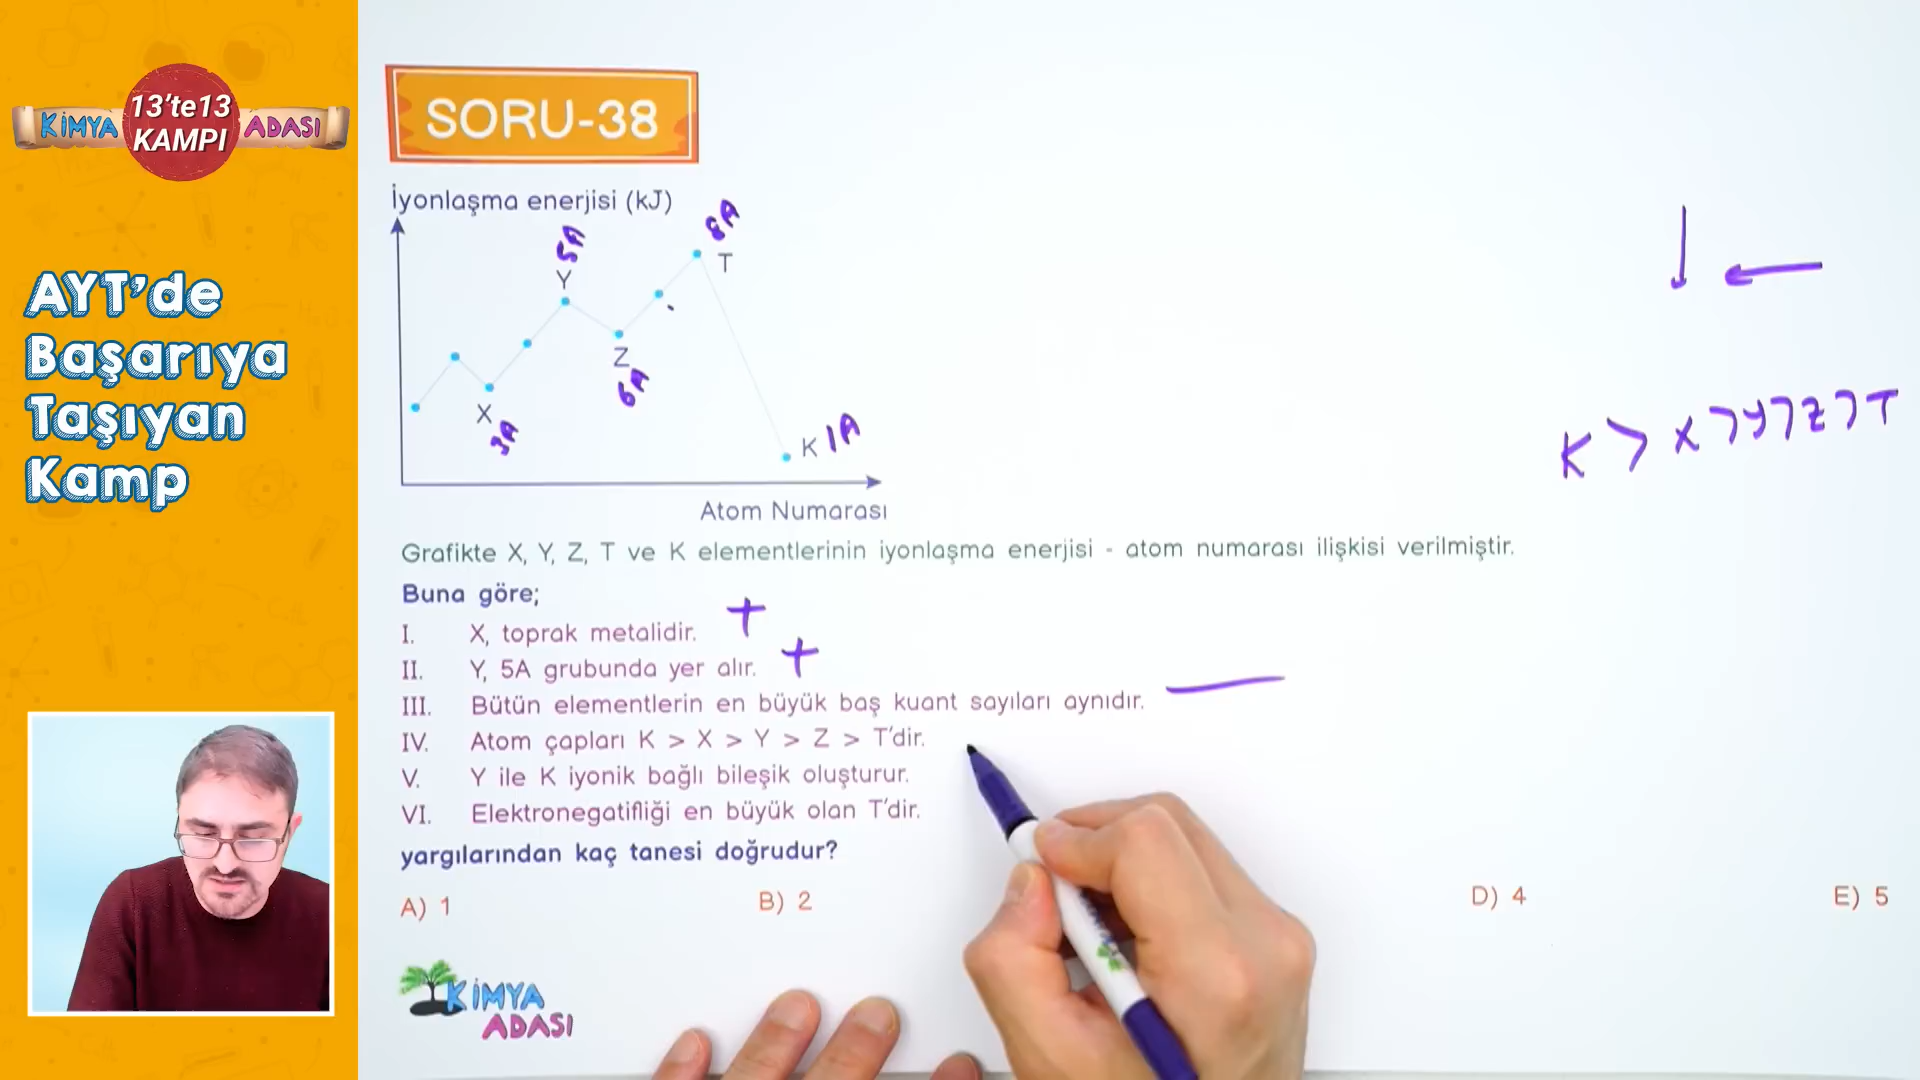 13'te13
KİMYA KAMPI ADASI
AYT'de
Başarıya
Taşıyan
Kamp
SORU-38
İyonlaşma enerjisi (kJ)
8A
T
5A
Y
Z
6A
X
3A
K 1A
Atom Numarası
K > X > Y > Z > T
Grafikte X, Y, Z, T ve K elementlerinin iyonlaşma enerjisi - atom numarası ilişkisi verilmiştir.
Buna göre;
I. X, toprak metalidir. +
II. Y, 5A grubunda yer alır. +
III. Bütün elementlerin en büyük baş kuant sayıları aynıdır. —
IV. Atom çapları K > X > Y > Z > T'dir.
V. Y ile K iyonik bağlı bileşik oluşturur.
VI. Elektronegatifliği en büyük olan T'dir.
yargılarından kaç tanesi doğrudur?
A) 1 B) 2 D) 4 E) 5
KİMYA
ADASI